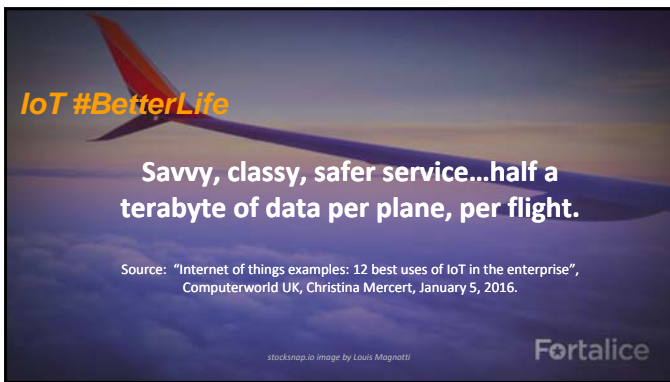 IoT #BetterLife
Savvy, classy, safer service...half a
terabyte of data per plane, per flight.
Source:  “Internet of things examples: 12 best uses of IoT in the enterprise”,
Computerworld UK, Christina Mercert, January 5, 2016.
stocksnap.io image by Louis Magnotti
Fortalice